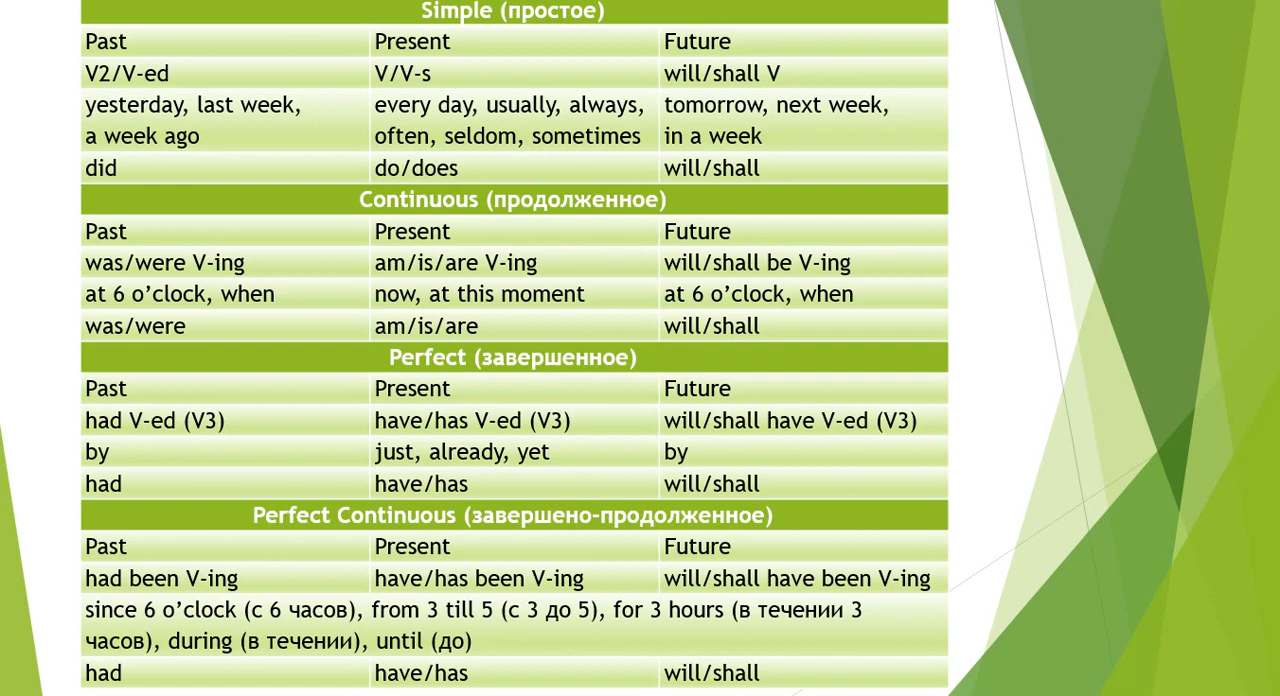 Simple (простое)
Past Present Future
V2/V-ed V/V-s will/shall V
yesterday, last week, every day, usually, always, tomorrow, next week,
a week ago often, seldom, sometimes in a week
did do/does will/shall
Continuous (продолженное)
Past Present Future
was/were V-ing am/is/are V-ing will/shall be V-ing
at 6 o’clock, when now, at this moment at 6 o’clock, when
was/were am/is/are will/shall
Perfect (завершенное)
Past Present Future
had V-ed (V3) have/has V-ed (V3) will/shall have V-ed (V3)
by just, already, yet by
had have/has will/shall
Perfect Continuous (завершено-продолженное)
Past Present Future
had been V-ing have/has been V-ing will/shall have been V-ing
since 6 o’clock (с 6 часов), from 3 till 5 (с 3 до 5), for 3 hours (в течении 3
часов), during (в течении), until (до)
had have/has will/shall